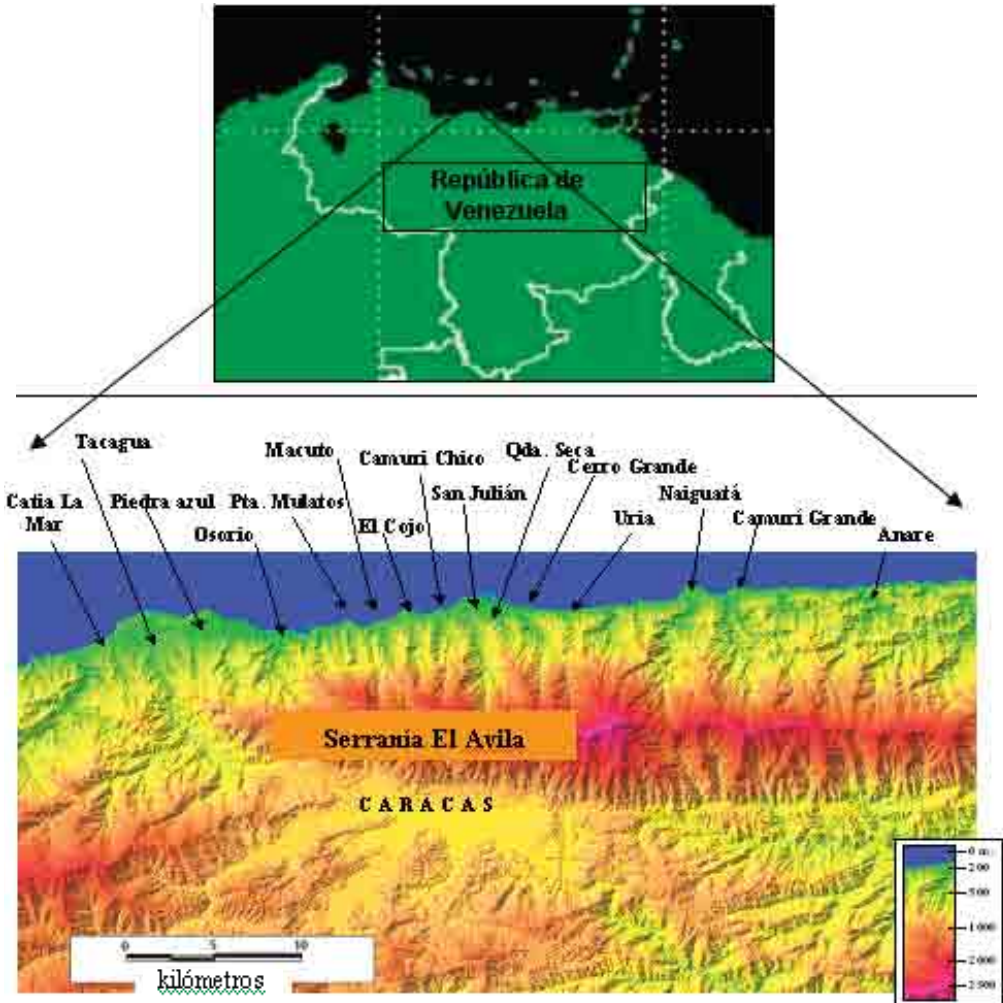 República de
Venezuela
Tacagua
Macuto
Camuri Chico
Qda. Seca
Cerro Grande
Catia La
Mar
Piedra azul
Pta. Mulatos
San Julián
Naiguatá
Osorio
El Cojo
Uria
Camurí Grande
Anare
Serrania El Avila
CARACAS
0 5 10
kilómetros
0 m
200
500
1 000
2 000
2 500